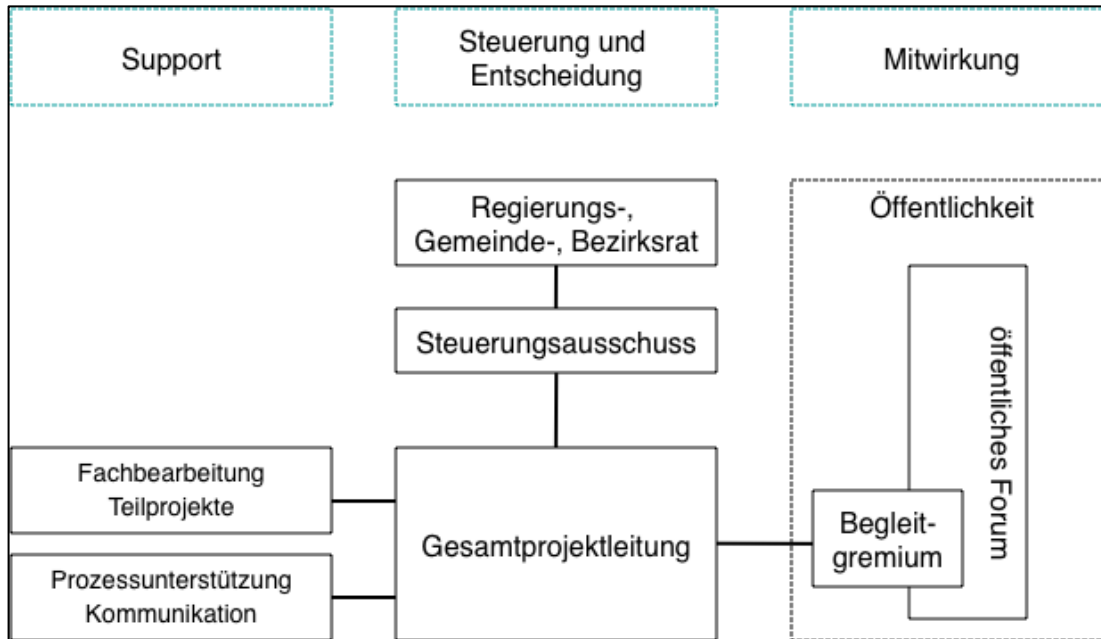 Support
Steuerung und
Entscheidung
Mitwirkung
Regierungs-,
Gemeinde-, Bezirksrat
Öffentlichkeit
Steuerungsausschuss
öffentliches Forum
Fachbearbeitung
Teilprojekte
Gesamtprojektleitung
Begleit-
gremium
Prozessunterstützung
Kommunikation